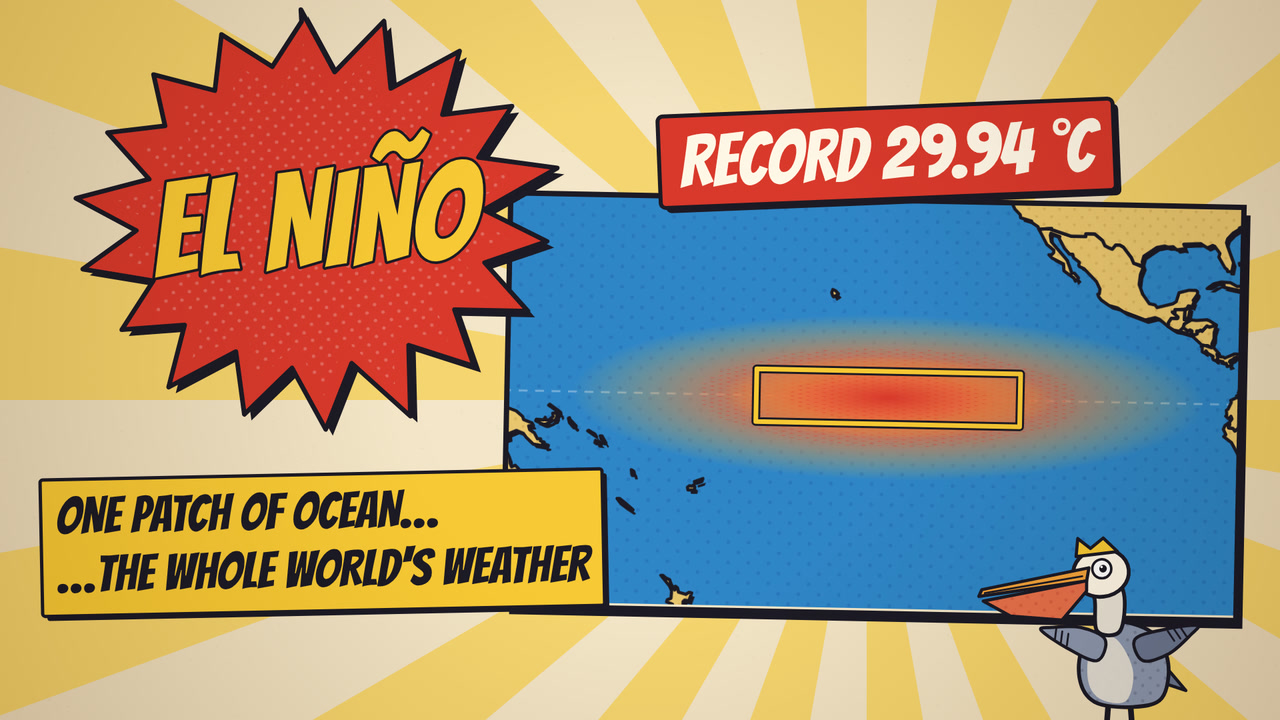 EL NIÑO
RECORD 29.94 °C
ONE PATCH OF OCEAN...
...THE WHOLE WORLD'S WEATHER